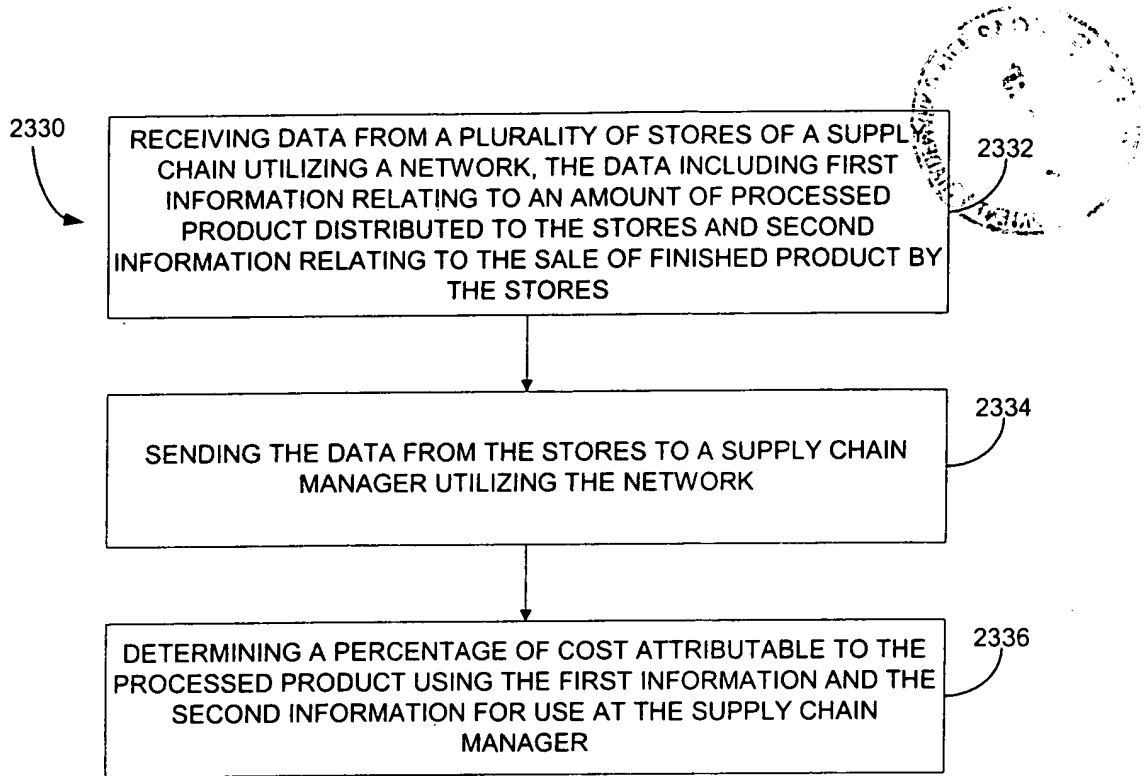 2330
RECEIVING DATA FROM A PLURALITY OF STORES OF A SUPPLY
CHAIN UTILIZING A NETWORK, THE DATA INCLUDING FIRST
INFORMATION RELATING TO AN AMOUNT OF PROCESSED
PRODUCT DISTRIBUTED TO THE STORES AND SECOND
INFORMATION RELATING TO THE SALE OF FINISHED PRODUCT BY
THE STORES
2332
SENDING THE DATA FROM THE STORES TO A SUPPLY CHAIN
MANAGER UTILIZING THE NETWORK
2334
DETERMINING A PERCENTAGE OF COST ATTRIBUTABLE TO THE
PROCESSED PRODUCT USING THE FIRST INFORMATION AND THE
SECOND INFORMATION FOR USE AT THE SUPPLY CHAIN
MANAGER
2336